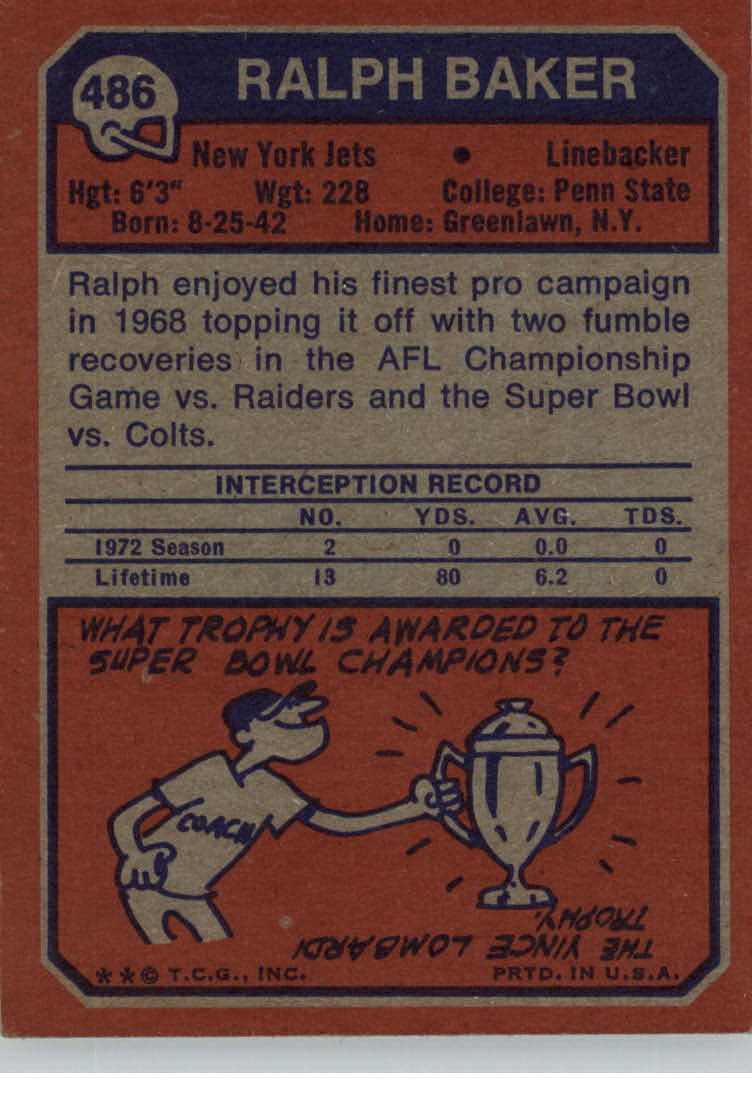 486 RALPH BAKER
New York Jets • Linebacker
Hgt: 6'3" Wgt: 228 College: Penn State
Born: 8-25-42 Home: Greenlawn, N.Y.
Ralph enjoyed his finest pro campaign
in 1968 topping it off with two fumble
recoveries in the AFL Championship
Game vs. Raiders and the Super Bowl
vs. Colts.
INTERCEPTION RECORD
NO. YDS. AVG. TDS.
1972 Season 2 0 0.0 0
Lifetime 13 80 6.2 0
WHAT TROPHY IS AWARDED TO THE
SUPER BOWL CHAMPIONS?
COACH
THE VINCE LOMBARDI
TROPHY.
**© T.C.G., INC. PRTD. IN U.S.A.